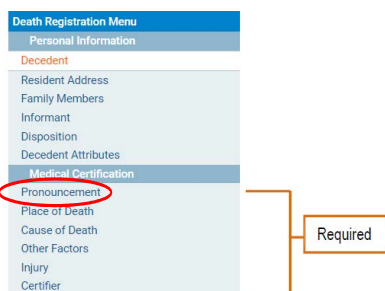 Death Registration Menu
Personal Information
Decedent
Resident Address
Family Members
Informant
Disposition
Decedent Attributes
Medical Certification
Pronouncement
Place of Death
Cause of Death
Other Factors
Injury
Certifier
Required